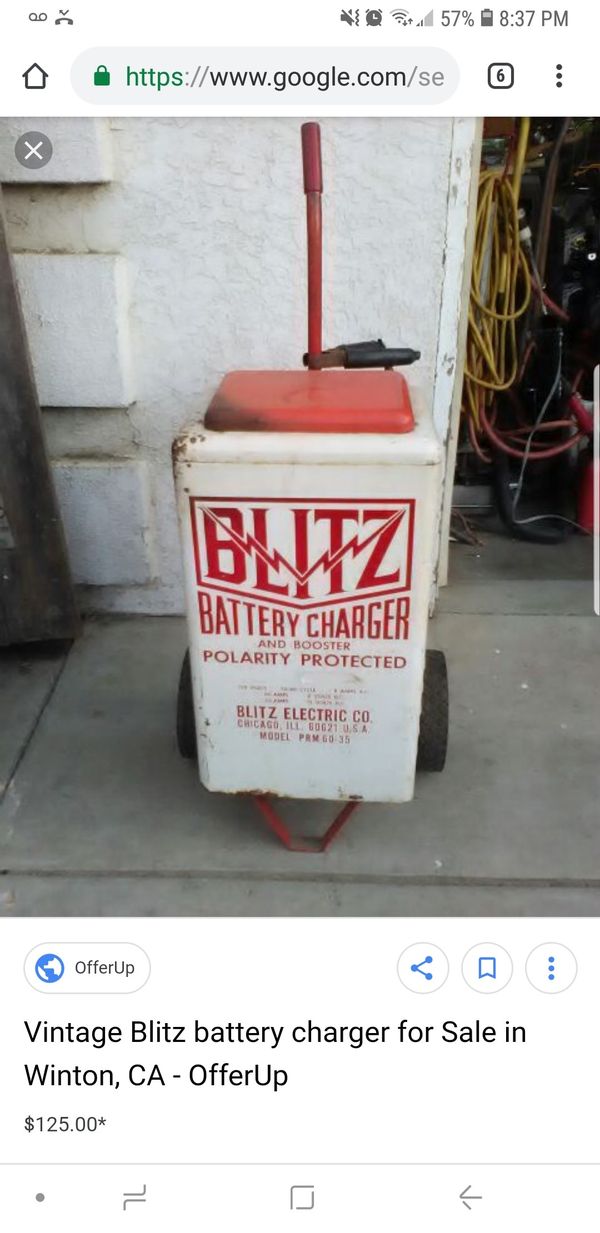 57% 8:37 PM
https://www.google.com/se
6
BLITZ
BATTERY CHARGER
AND BOOSTER
POLARITY PROTECTED
BLITZ ELECTRIC CO.
CHICAGO, ILL. 60621 U.S.A.
MODEL PRM 60-35
OfferUp
Vintage Blitz battery charger for Sale in
Winton, CA - OfferUp
$125.00*